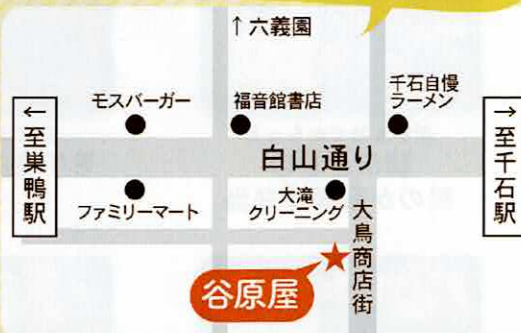 ↑六義園
千石自慢
ラーメン
モスバーガー
福音館書店
←至巣鴨駅
→至千石駅
白山通り
ファミリーマート
大滝
クリーニング
大鳥商店街
谷原屋